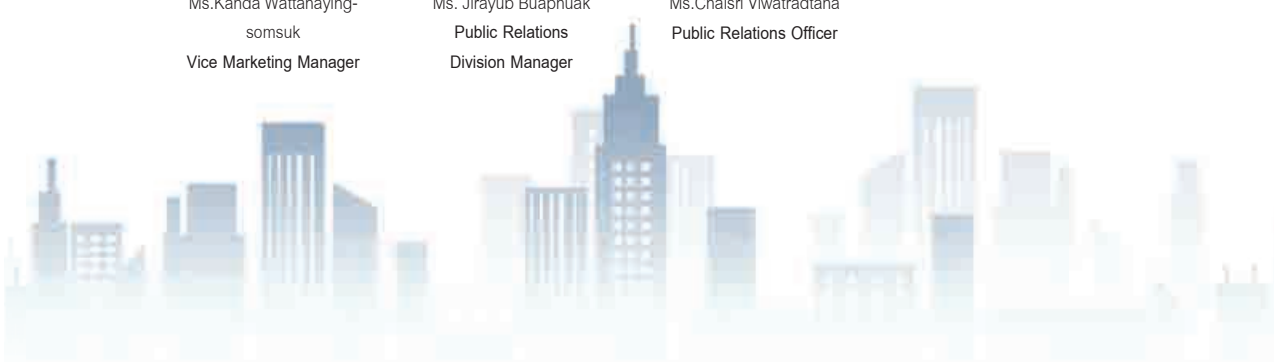 Ms.Kanda Wattanaying-
somsuk
Vice Marketing Manager
Ms. Jirayub Buaphuak
Public Relations
Division Manager
Ms.Chaisri Viwatradtana
Public Relations Officer